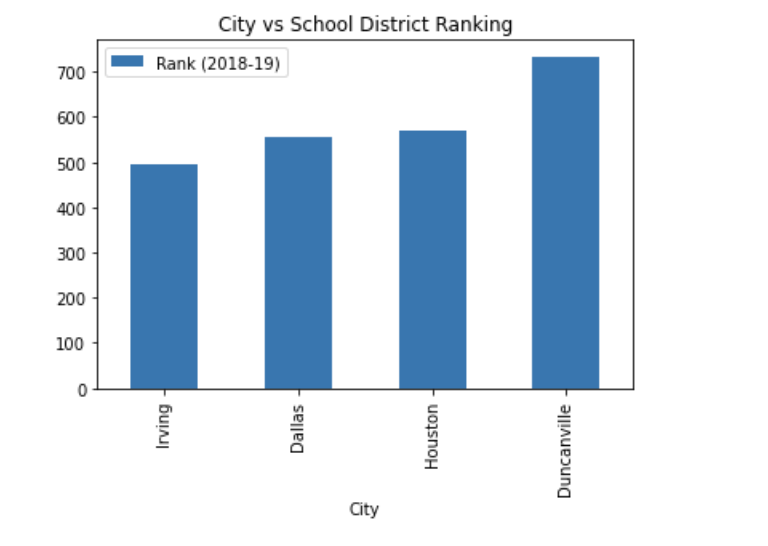 City vs School District Ranking
Rank (2018-19)
700
600
500
400
300
200
100
0
Irving
Dallas
Houston
Duncanville
City